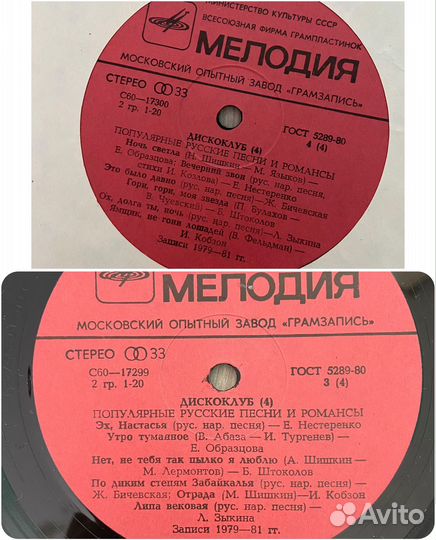 МИНИСТЕРСТВО КУЛЬТУРЫ СССР
ВСЕСОЮЗНАЯ ФИРМА ГРАМПЛАСТИНОК
МЕЛОДИЯ
МОСКОВСКИЙ ОПЫТНЫЙ ЗАВОД «ГРАМЗАПИСЬ»
СТЕРЕО 33
С60—17300
2 гр. 1-20
ГОСТ 5289-80
4 (4)
ДИСКОКЛУБ (4)
ПОПУЛЯРНЫЕ РУССКИЕ ПЕСНИ И РОМАНСЫ
Ночь светла (Н. Шишкин — М. Языков) —
Е. Образцова; Вечерний звон (рус. нар. песня,
стихи И. Козлова) — Е. Нестеренко
Это было давно (рус. нар. песня) — Ж. Бичевская
Гори, гори, моя звезда (П. Булахов —
В. Чуевский) — Б. Штоколов
Ох, долга ты, ночь (рус. нар. песня) — Л. Зыкина
Ямщик, не гони лошадей (В. Фельдман) —
И. Кобзон
Записи 1979—81 гг.
МЕЛОДИЯ
МОСКОВСКИЙ ОПЫТНЫЙ ЗАВОД «ГРАМЗАПИСЬ»
СТЕРЕО 33
С60—17299
2 гр. 1-20
ГОСТ 5289-80
3 (4)
ДИСКОКЛУБ (4)
ПОПУЛЯРНЫЕ РУССКИЕ ПЕСНИ И РОМАНСЫ
Эх, Настасья (рус. нар. песня) — Е. Нестеренко
Утро туманное (В. Абаза — И. Тургенев) —
Е. Образцова
Нет, не тебя так пылко я люблю (А. Шишкин —
М. Лермонтов) — Б. Штоколов
По диким степям Забайкалья (рус. нар. песня) —
Ж. Бичевская; Отрада (М. Шишкин)—И. Кобзон
Липа вековая (рус. нар. песня) —
Л. Зыкина
Записи 1979—81 гг.
Avito